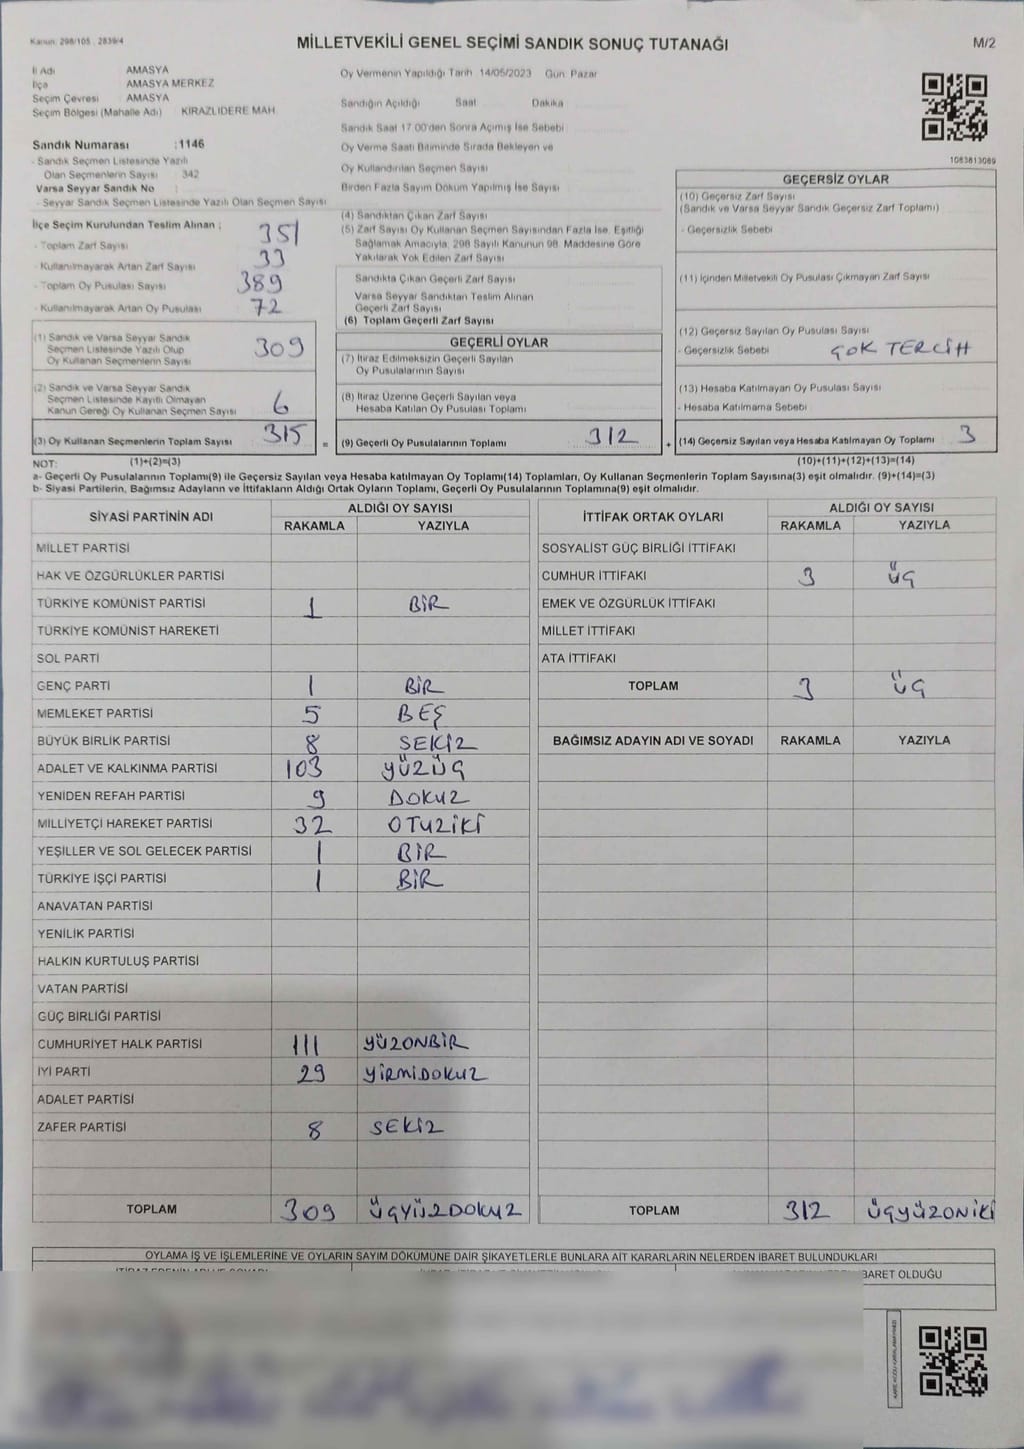 Kanun: 298/105 , 2839/4
MİLLETVEKİLİ GENEL SEÇİMİ SANDIK SONUÇ TUTANAĞI
M/2
İl Adı AMASYA
İlçe AMASYA MERKEZ
Seçim Çevresi AMASYA
Seçim Bölgesi (Mahalle Adı) KIRAZLIDERE MAH.
Sandık Numarası :1146
- Sandık Seçmen Listesinde Yazılı
Olan Seçmenlerin Sayısı 342
Varsa Seyyar Sandık No :
- Seyyar Sandık Seçmen Listesinde Yazılı Olan Seçmen Sayısı
İlçe Seçim Kurulundan Teslim Alınan :
- Toplam Zarf Sayısı 351
- Kullanılmayarak Artan Zarf Sayısı 33
- Toplam Oy Pusulası Sayısı 389
- Kullanılmayarak Artan Oy Pusulası : 72
(1) Sandık ve Varsa Seyyar Sandık
Seçmen Listesinde Yazılı Olup
Oy Kullanan Seçmenlerin Sayısı 309
(2) Sandık ve Varsa Seyyar Sandık
Seçmen Listesinde Kayıtlı Olmayan
Kanun Gereği Oy Kullanan Seçmen Sayısı 6
(3) Oy Kullanan Seçmenlerin Toplam Sayısı 315
Oy Vermenin Yapıldığı Tarih 14/05/2023 Gün Pazar
Sandığın Açıldığı Saat Dakika
Sandık Saat 17.00'den Sonra Açılmış İse Sebebi
Oy Verme Saati Bitiminde Sırada Bekleyen ve
Oy Kullandırılan Seçmen Sayısı
Birden Fazla Sayım Döküm Yapılmış İse Sayısı
(4) Sandıktan Çıkan Zarf Sayısı
(5) Zarf Sayısı Oy Kullanan Seçmen Sayısından Fazla İse, Eşitliği
Sağlamak Amacıyla, 298 Sayılı Kanunun 98. Maddesine Göre
Yakılarak Yok Edilen Zarf Sayısı
Sandıkta Çıkan Geçerli Zarf Sayısı
Varsa Seyyar Sandıktan Teslim Alınan
Geçerli Zarf Sayısı
(6) Toplam Geçerli Zarf Sayısı
GEÇERLİ OYLAR
(7) İtiraz Edilmeksizin Geçerli Sayılan
Oy Pusulalarının Sayısı
(8) İtiraz Üzerine Geçerli Sayılan veya
Hesaba Katılan Oy Pusulası Toplamı
= (9) Geçerli Oy Pusulalarının Toplamı 312 +
1083813089
GEÇERSİZ OYLAR
(10) Geçersiz Zarf Sayısı
(Sandık ve Varsa Seyyar Sandık Geçersiz Zarf Toplamı)
- Geçersizlik Sebebi
(11) İçinden Milletvekili Oy Pusulası Çıkmayan Zarf Sayısı
(12) Geçersiz Sayılan Oy Pusulası Sayısı
- Geçersizlik Sebebi ÇOK TERCİH
(13) Hesaba Katılmayan Oy Pusulası Sayısı
- Hesaba Katılmama Sebebi
(14) Geçersiz Sayılan veya Hesaba Katılmayan Oy Toplamı 3
NOT: (1)+(2)=(3) (10)+(11)+(12)+(13)=(14)
a- Geçerli Oy Pusulalarının Toplamı(9) ile Geçersiz Sayılan veya Hesaba katılmayan Oy Toplamı(14) Toplamları, Oy Kullanan Seçmenlerin Toplam Sayısına(3) eşit olmalıdır. (9)+(14)=(3)
b- Siyasi Partilerin, Bağımsız Adayların ve İttifakların Aldığı Ortak Oyların Toplamı, Geçerli Oy Pusulalarının Toplamına(9) eşit olmalıdır.
SİYASİ PARTİNİN ADI ALDIĞI OY SAYISI
RAKAMLA YAZIYLA
MİLLET PARTİSİ
HAK VE ÖZGÜRLÜKLER PARTİSİ
TÜRKİYE KOMÜNİST PARTİSİ 1 BİR
TÜRKİYE KOMÜNİST HAREKETİ
SOL PARTİ
GENÇ PARTİ 1 BİR
MEMLEKET PARTİSİ 5 BEŞ
BÜYÜK BİRLİK PARTİSİ 8 SEKİZ
ADALET VE KALKINMA PARTİSİ 103 YÜZÜÇ
YENİDEN REFAH PARTİSİ 9 DOKUZ
MİLLİYETÇİ HAREKET PARTİSİ 32 OTUZİKİ
YEŞİLLER VE SOL GELECEK PARTİSİ 1 BİR
TÜRKİYE İŞÇİ PARTİSİ 1 BİR
ANAVATAN PARTİSİ
YENİLİK PARTİSİ
HALKIN KURTULUŞ PARTİSİ
VATAN PARTİSİ
GÜÇ BİRLİĞİ PARTİSİ
CUMHURİYET HALK PARTİSİ 111 YÜZONBİR
İYİ PARTİ 29 YİRMİDOKUZ
ADALET PARTİSİ
ZAFER PARTİSİ 8 SEKİZ
TOPLAM 309 ÜÇYÜZDOKUZ
İTTİFAK ORTAK OYLARI ALDIĞI OY SAYISI
RAKAMLA YAZIYLA
SOSYALİST GÜÇ BİRLİĞİ İTTİFAKI
CUMHUR İTTİFAKI 3 ÜÇ
EMEK VE ÖZGÜRLÜK İTTİFAKI
MİLLET İTTİFAKI
ATA İTTİFAKI
TOPLAM 3 ÜÇ
BAĞIMSIZ ADAYIN ADI VE SOYADI RAKAMLA YAZIYLA
TOPLAM 312 ÜÇYÜZONİKİ
OYLAMA İŞ VE İŞLEMLERİNE VE OYLARIN SAYIM DÖKÜMÜNE DAİR ŞİKAYETLERLE BUNLARA AİT KARARLARIN NELERDEN İBARET BULUNDUKLARI
BARET OLDUĞU